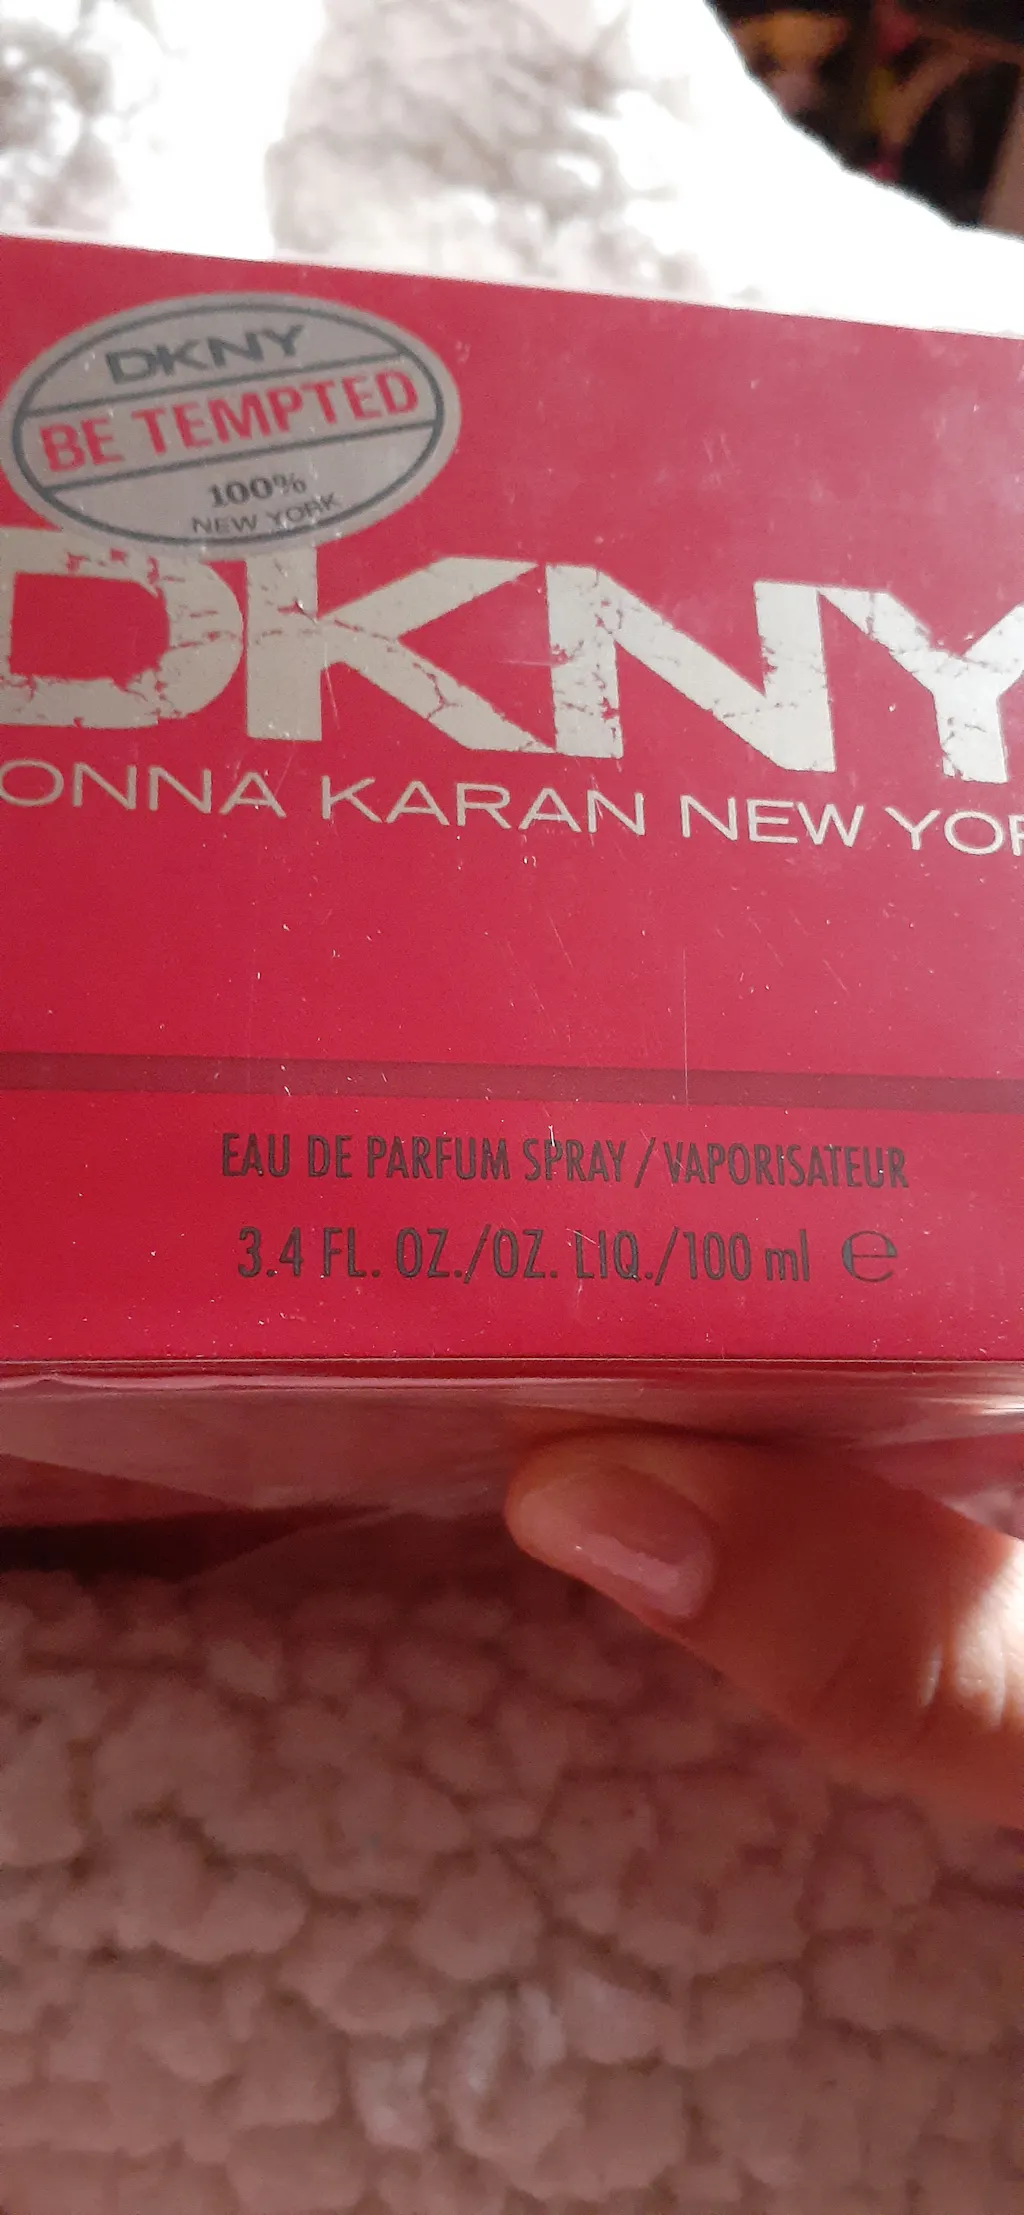 DKNY
BE TEMPTED
100%
NEW YORK
DKNY
ONNA KARAN NEW YOR
EAU DE PARFUM SPRAY / VAPORISATEUR
3.4 FL. OZ./OZ. LIQ./100 ml ℮